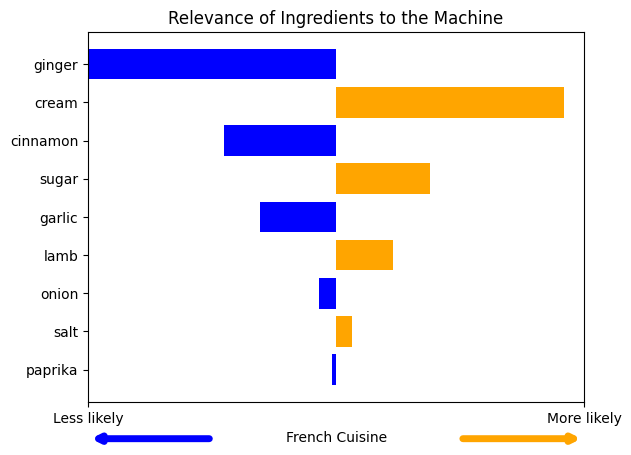 Relevance of Ingredients to the Machine
ginger
cream
cinnamon
sugar
garlic
lamb
onion
salt
paprika
Less likely
More likely
French Cuisine